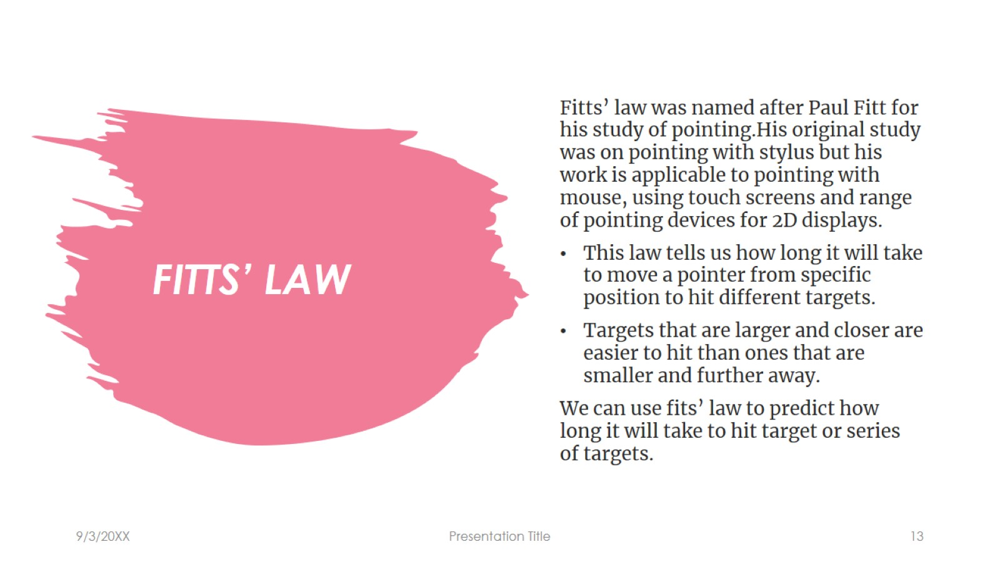 FITTS’ LAW
Fitts’ law was named after Paul Fitt for
his study of pointing.His original study
was on pointing with stylus but his
work is applicable to pointing with
mouse, using touch screens and range
of pointing devices for 2D displays.
• This law tells us how long it will take
to move a pointer from specific
position to hit different targets.
• Targets that are larger and closer are
easier to hit than ones that are
smaller and further away.
We can use fits’ law to predict how
long it will take to hit target or series
of targets.
9/3/20XX
Presentation Title
13